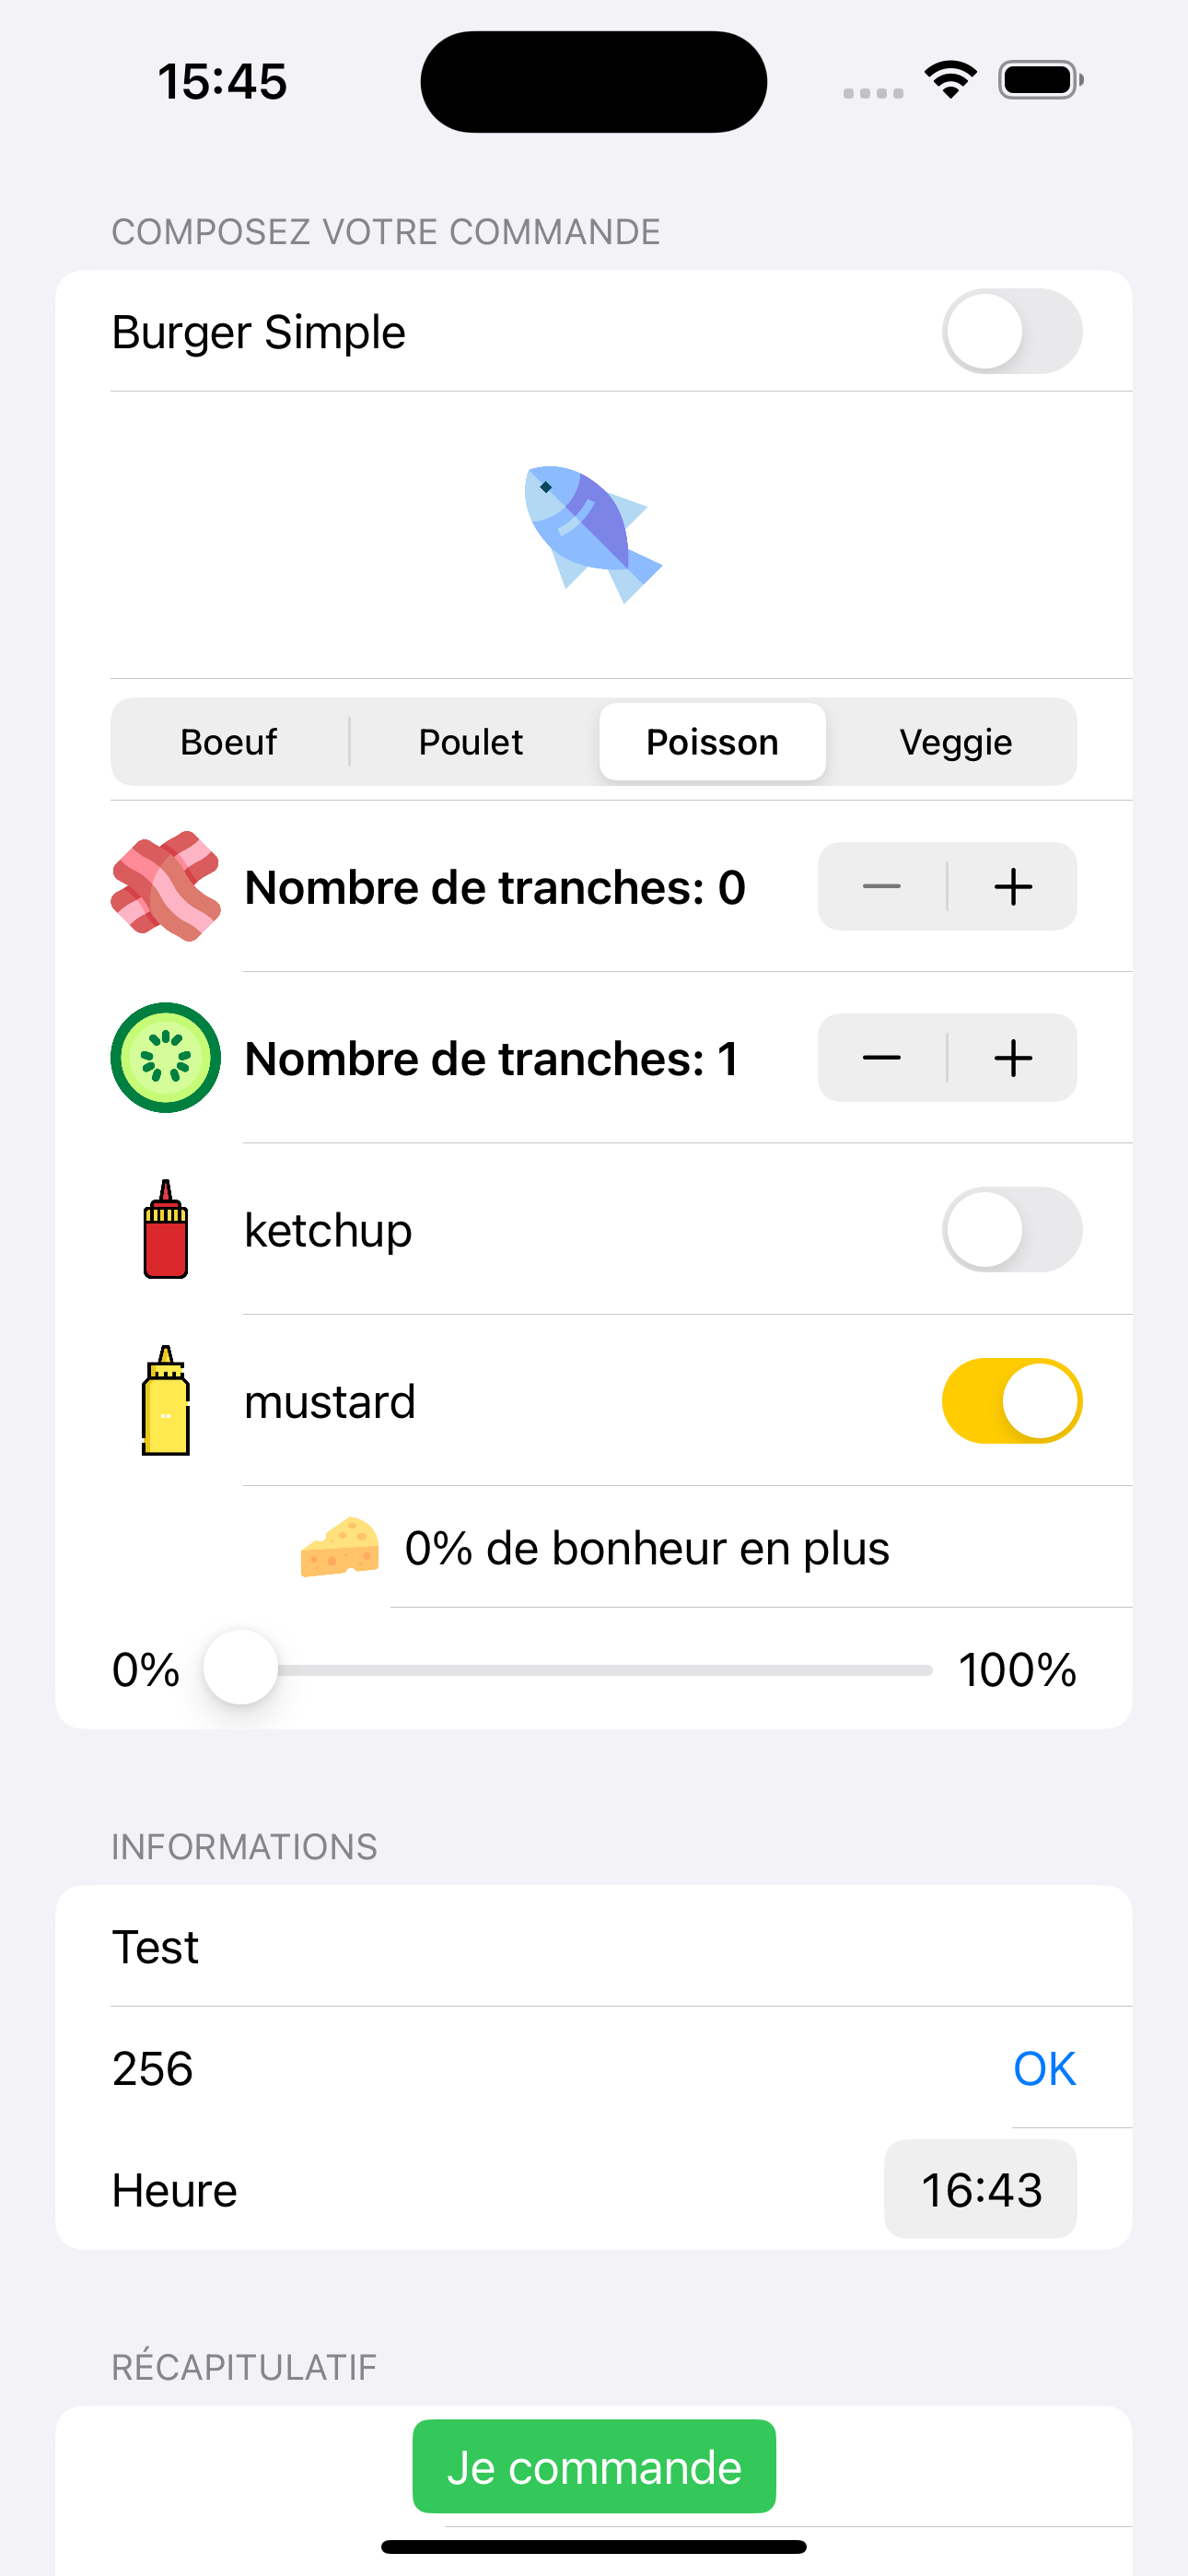 15:45
COMPOSEZ VOTRE COMMANDE
Burger Simple
Boeuf Poulet Poisson Veggie
Nombre de tranches: 0
Nombre de tranches: 1
ketchup
mustard
0% de bonheur en plus
0% 100%
INFORMATIONS
Test
256 OK
Heure 16:43
RÉCAPITULATIF
Je commande